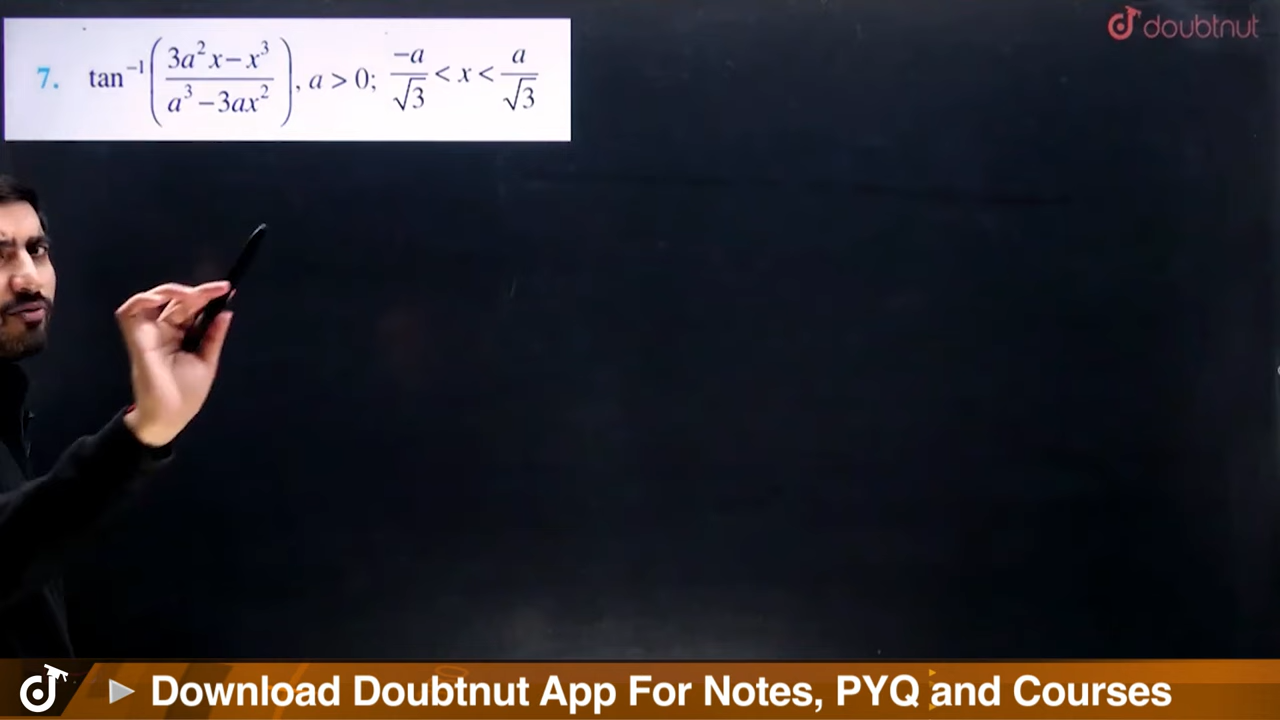 doubtnut
7. tan⁻¹((3a²x − x³)/(a³ − 3ax²)), a > 0; −a/√3 < x < a/√3
Download Doubtnut App For Notes, PYQ and Courses